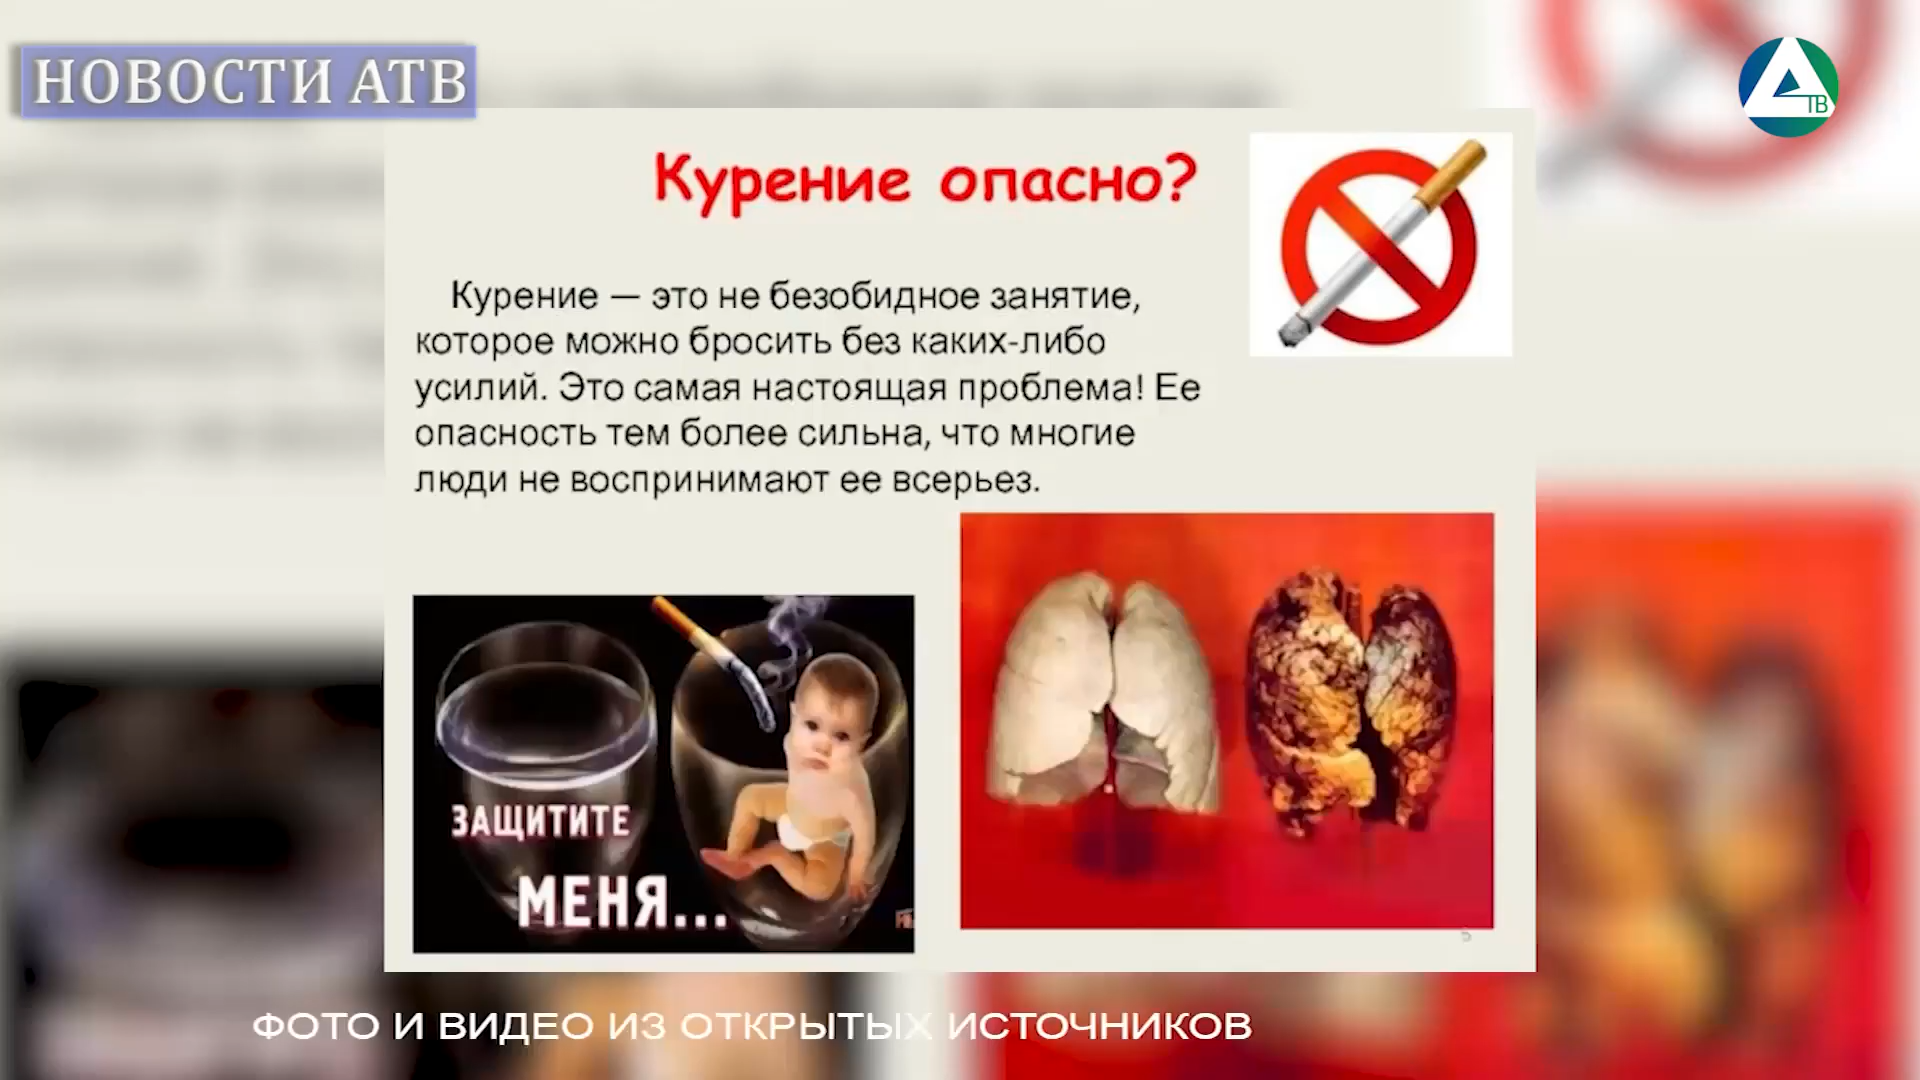 НОВОСТИ АТВ
ТВ
Курение опасно?
Курение — это не безобидное занятие,
которое можно бросить без каких-либо
усилий. Это самая настоящая проблема! Ее
опасность тем более сильна, что многие
люди не воспринимают ее всерьез.
ЗАЩИТИТЕ
МЕНЯ...
5
ФОТО И ВИДЕО ИЗ ОТКРЫТЫХ ИСТОЧНИКОВ